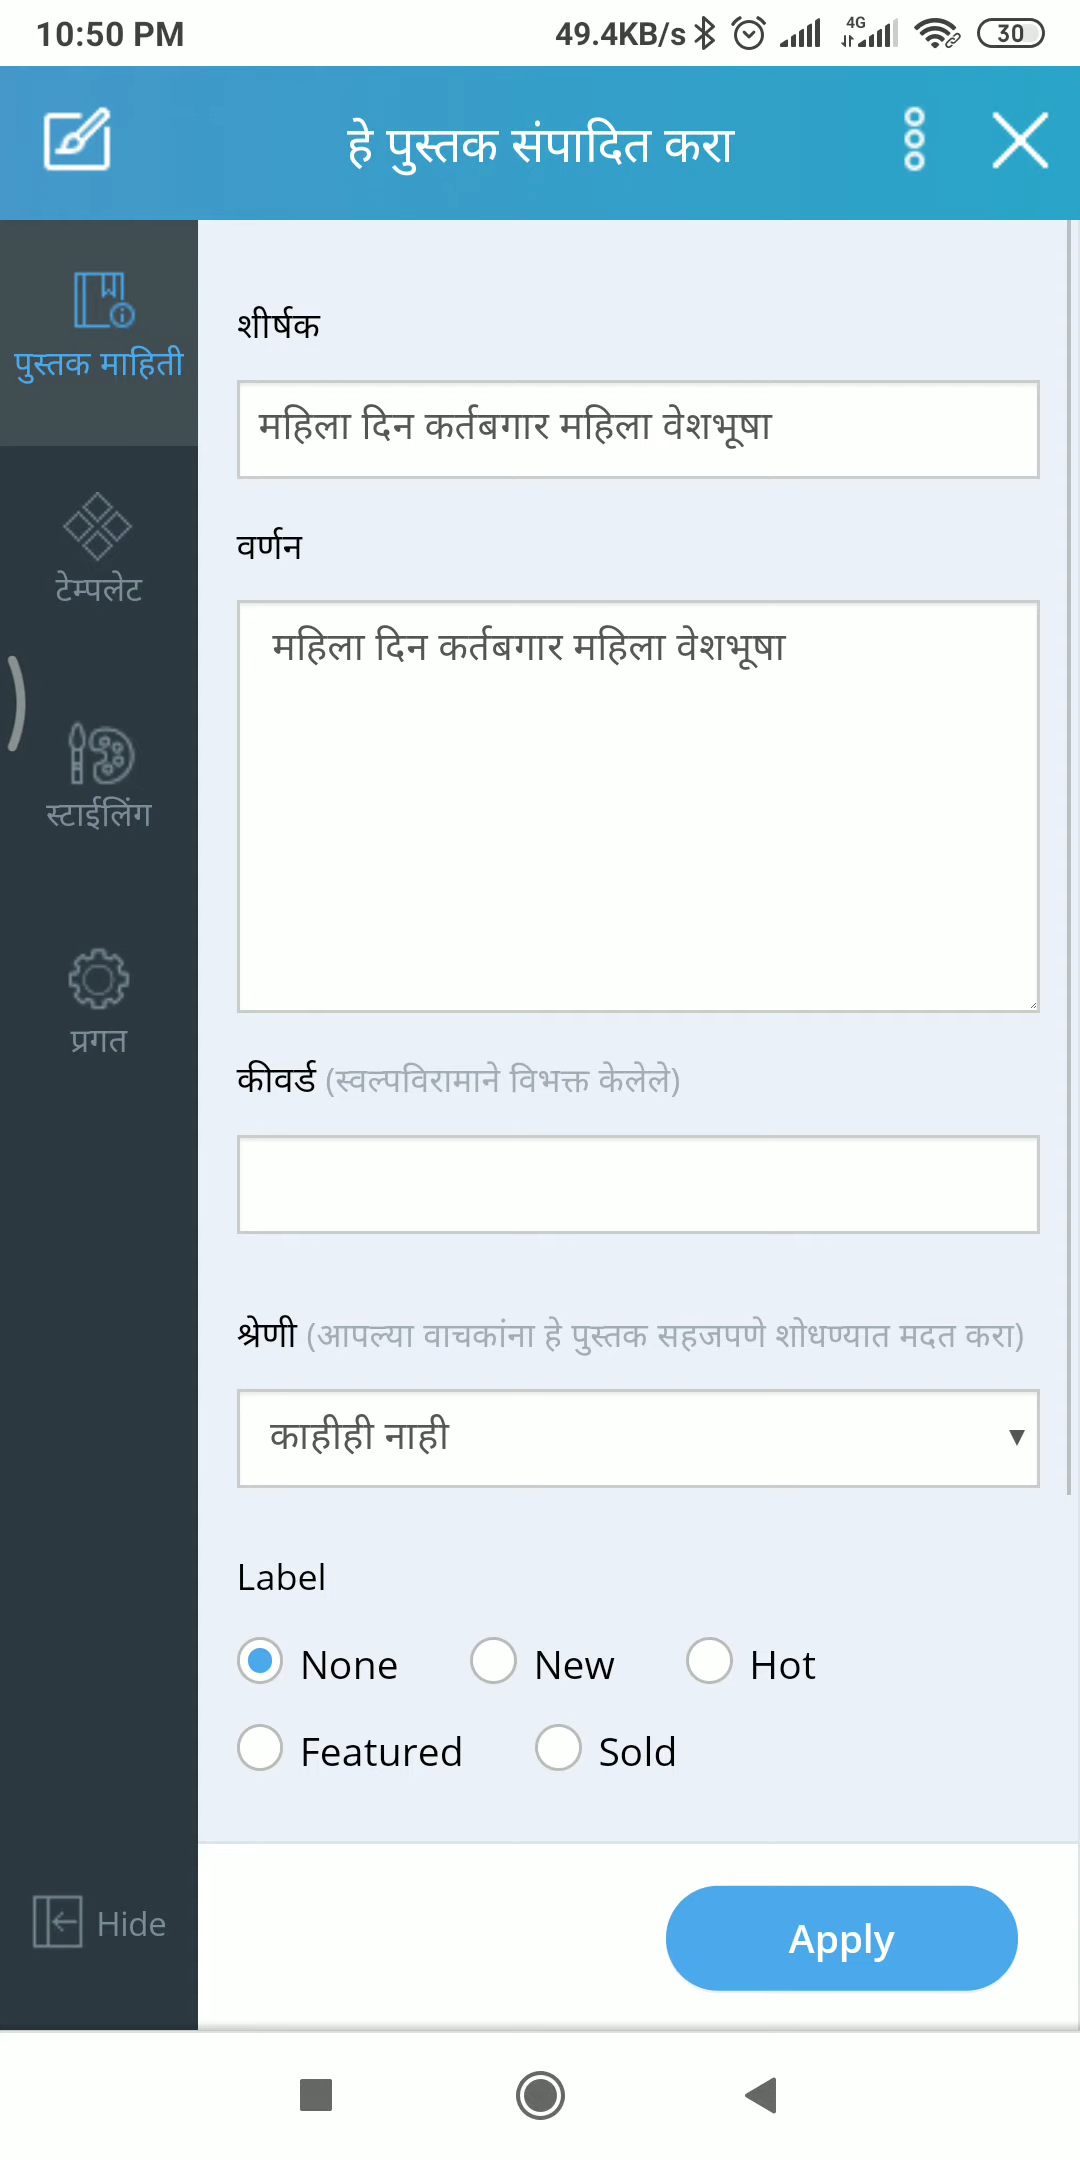 10:50 PM 49.4KB/s 4G 30
हे पुस्तक संपादित करा
पुस्तक माहिती
टेम्पलेट
स्टाईलिंग
प्रगत
Hide
शीर्षक
महिला दिन कर्तबगार महिला वेशभूषा
वर्णन
महिला दिन कर्तबगार महिला वेशभूषा
कीवर्ड (स्वल्पविरामाने विभक्त केलेले)
श्रेणी (आपल्या वाचकांना हे पुस्तक सहजपणे शोधण्यात मदत करा)
काहीही नाही
Label
None New Hot
Featured Sold
Apply